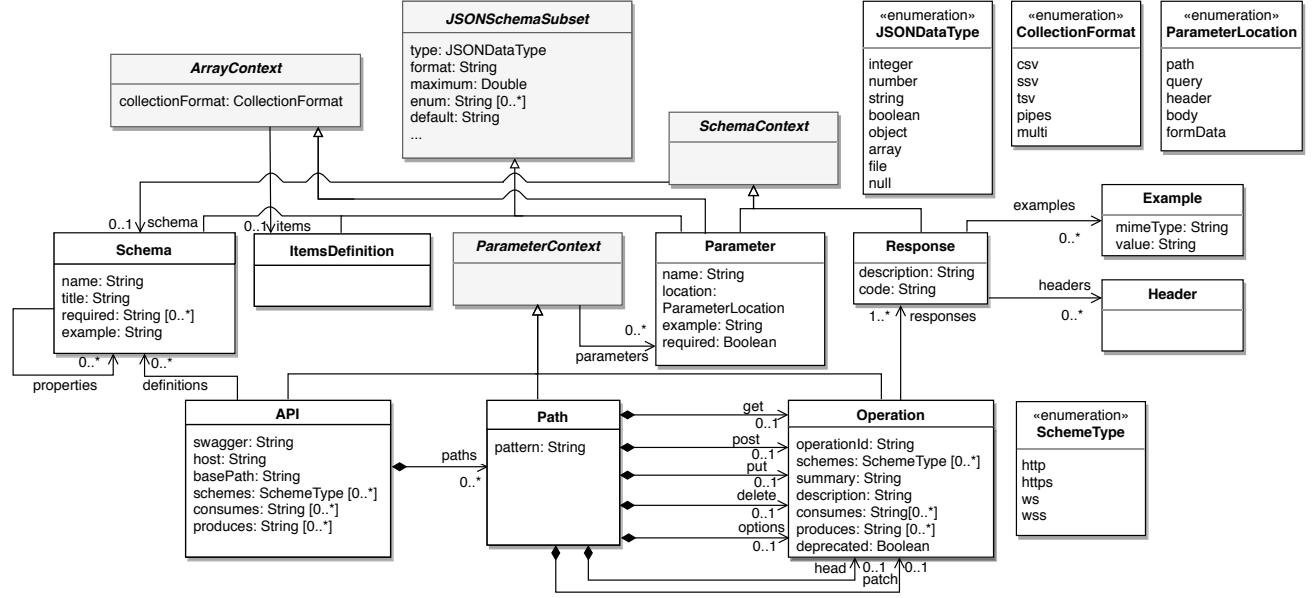 ArrayContext
collectionFormat: CollectionFormat
JSONSchemaSubset
type: JSONDataType
format: String
maximum: Double
enum: String [0..*]
default: String
...
SchemaContext
«enumeration»
JSONDataType
integer
number
string
boolean
object
array
file
null
«enumeration»
CollectionFormat
csv
ssv
tsv
pipes
multi
«enumeration»
ParameterLocation
path
query
header
body
formData
0..1
schema
0..1
items
Schema
name: String
title: String
required: String [0..*]
example: String
ItemsDefinition
ParameterContext
0..*
parameters
Parameter
name: String
location:
ParameterLocation
example: String
required: Boolean
Response
description: String
code: String
examples
0..*
Example
mimeType: String
value: String
headers
0..*
Header
1..*
responses
0..*
properties
0..*
definitions
API
swagger: String
host: String
basePath: String
schemes: SchemeType [0..*]
consumes: String [0..*]
produces: String [0..*]
paths
0..*
Path
pattern: String
get
0..1
post
0..1
put
0..1
delete
0..1
options
0..1
Operation
operationId: String
schemes: SchemeType [0..*]
summary: String
description: String
consumes: String[0..*]
produces: String [0..*]
deprecated: Boolean
head
0..1
patch
0..1
«enumeration»
SchemeType
http
https
ws
wss